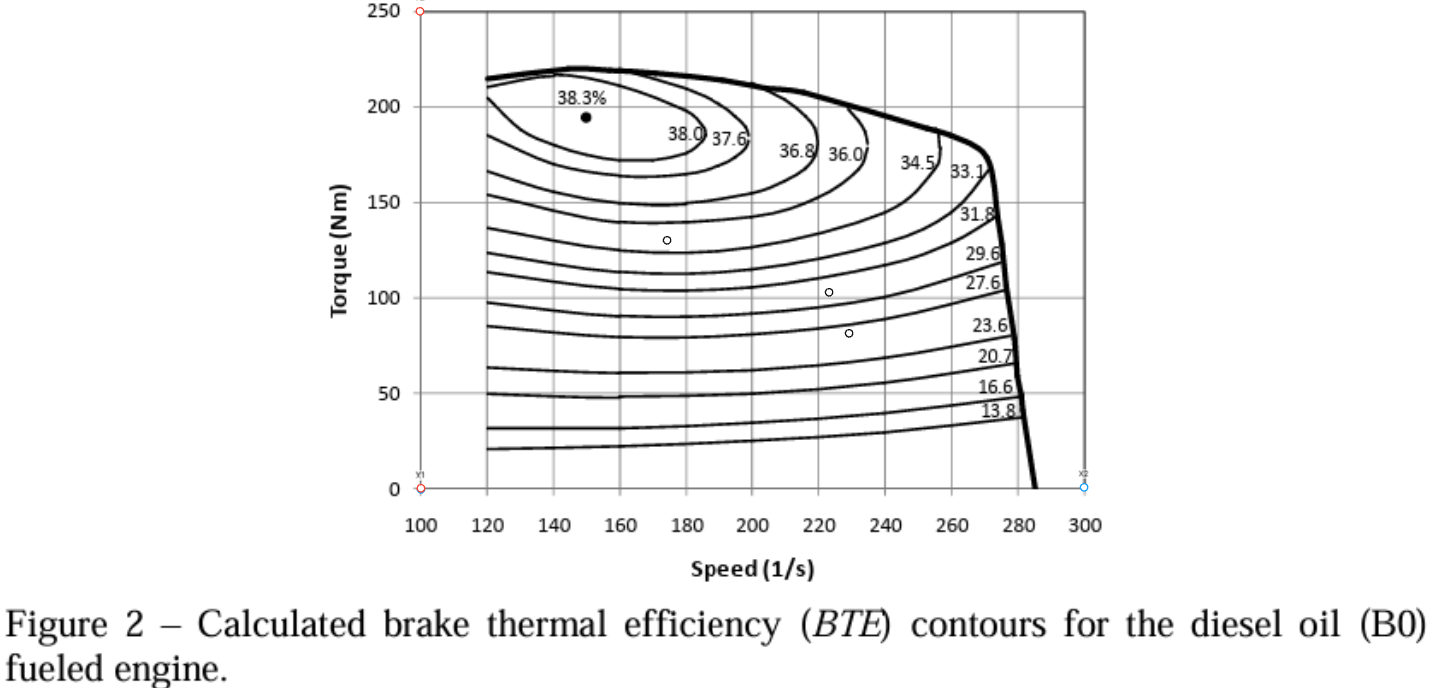 250
200
150
100
50
0
Torque (Nm)
38.3%
38.0
37.6
36.8
36.0
34.5
33.1
31.8
29.6
27.6
23.6
20.7
16.6
13.8
Y1
X2
100 120 140 160 180 200 220 240 260 280 300
Speed (1/s)
Figure 2 – Calculated brake thermal efficiency (BTE) contours for the diesel oil (B0)
fueled engine.